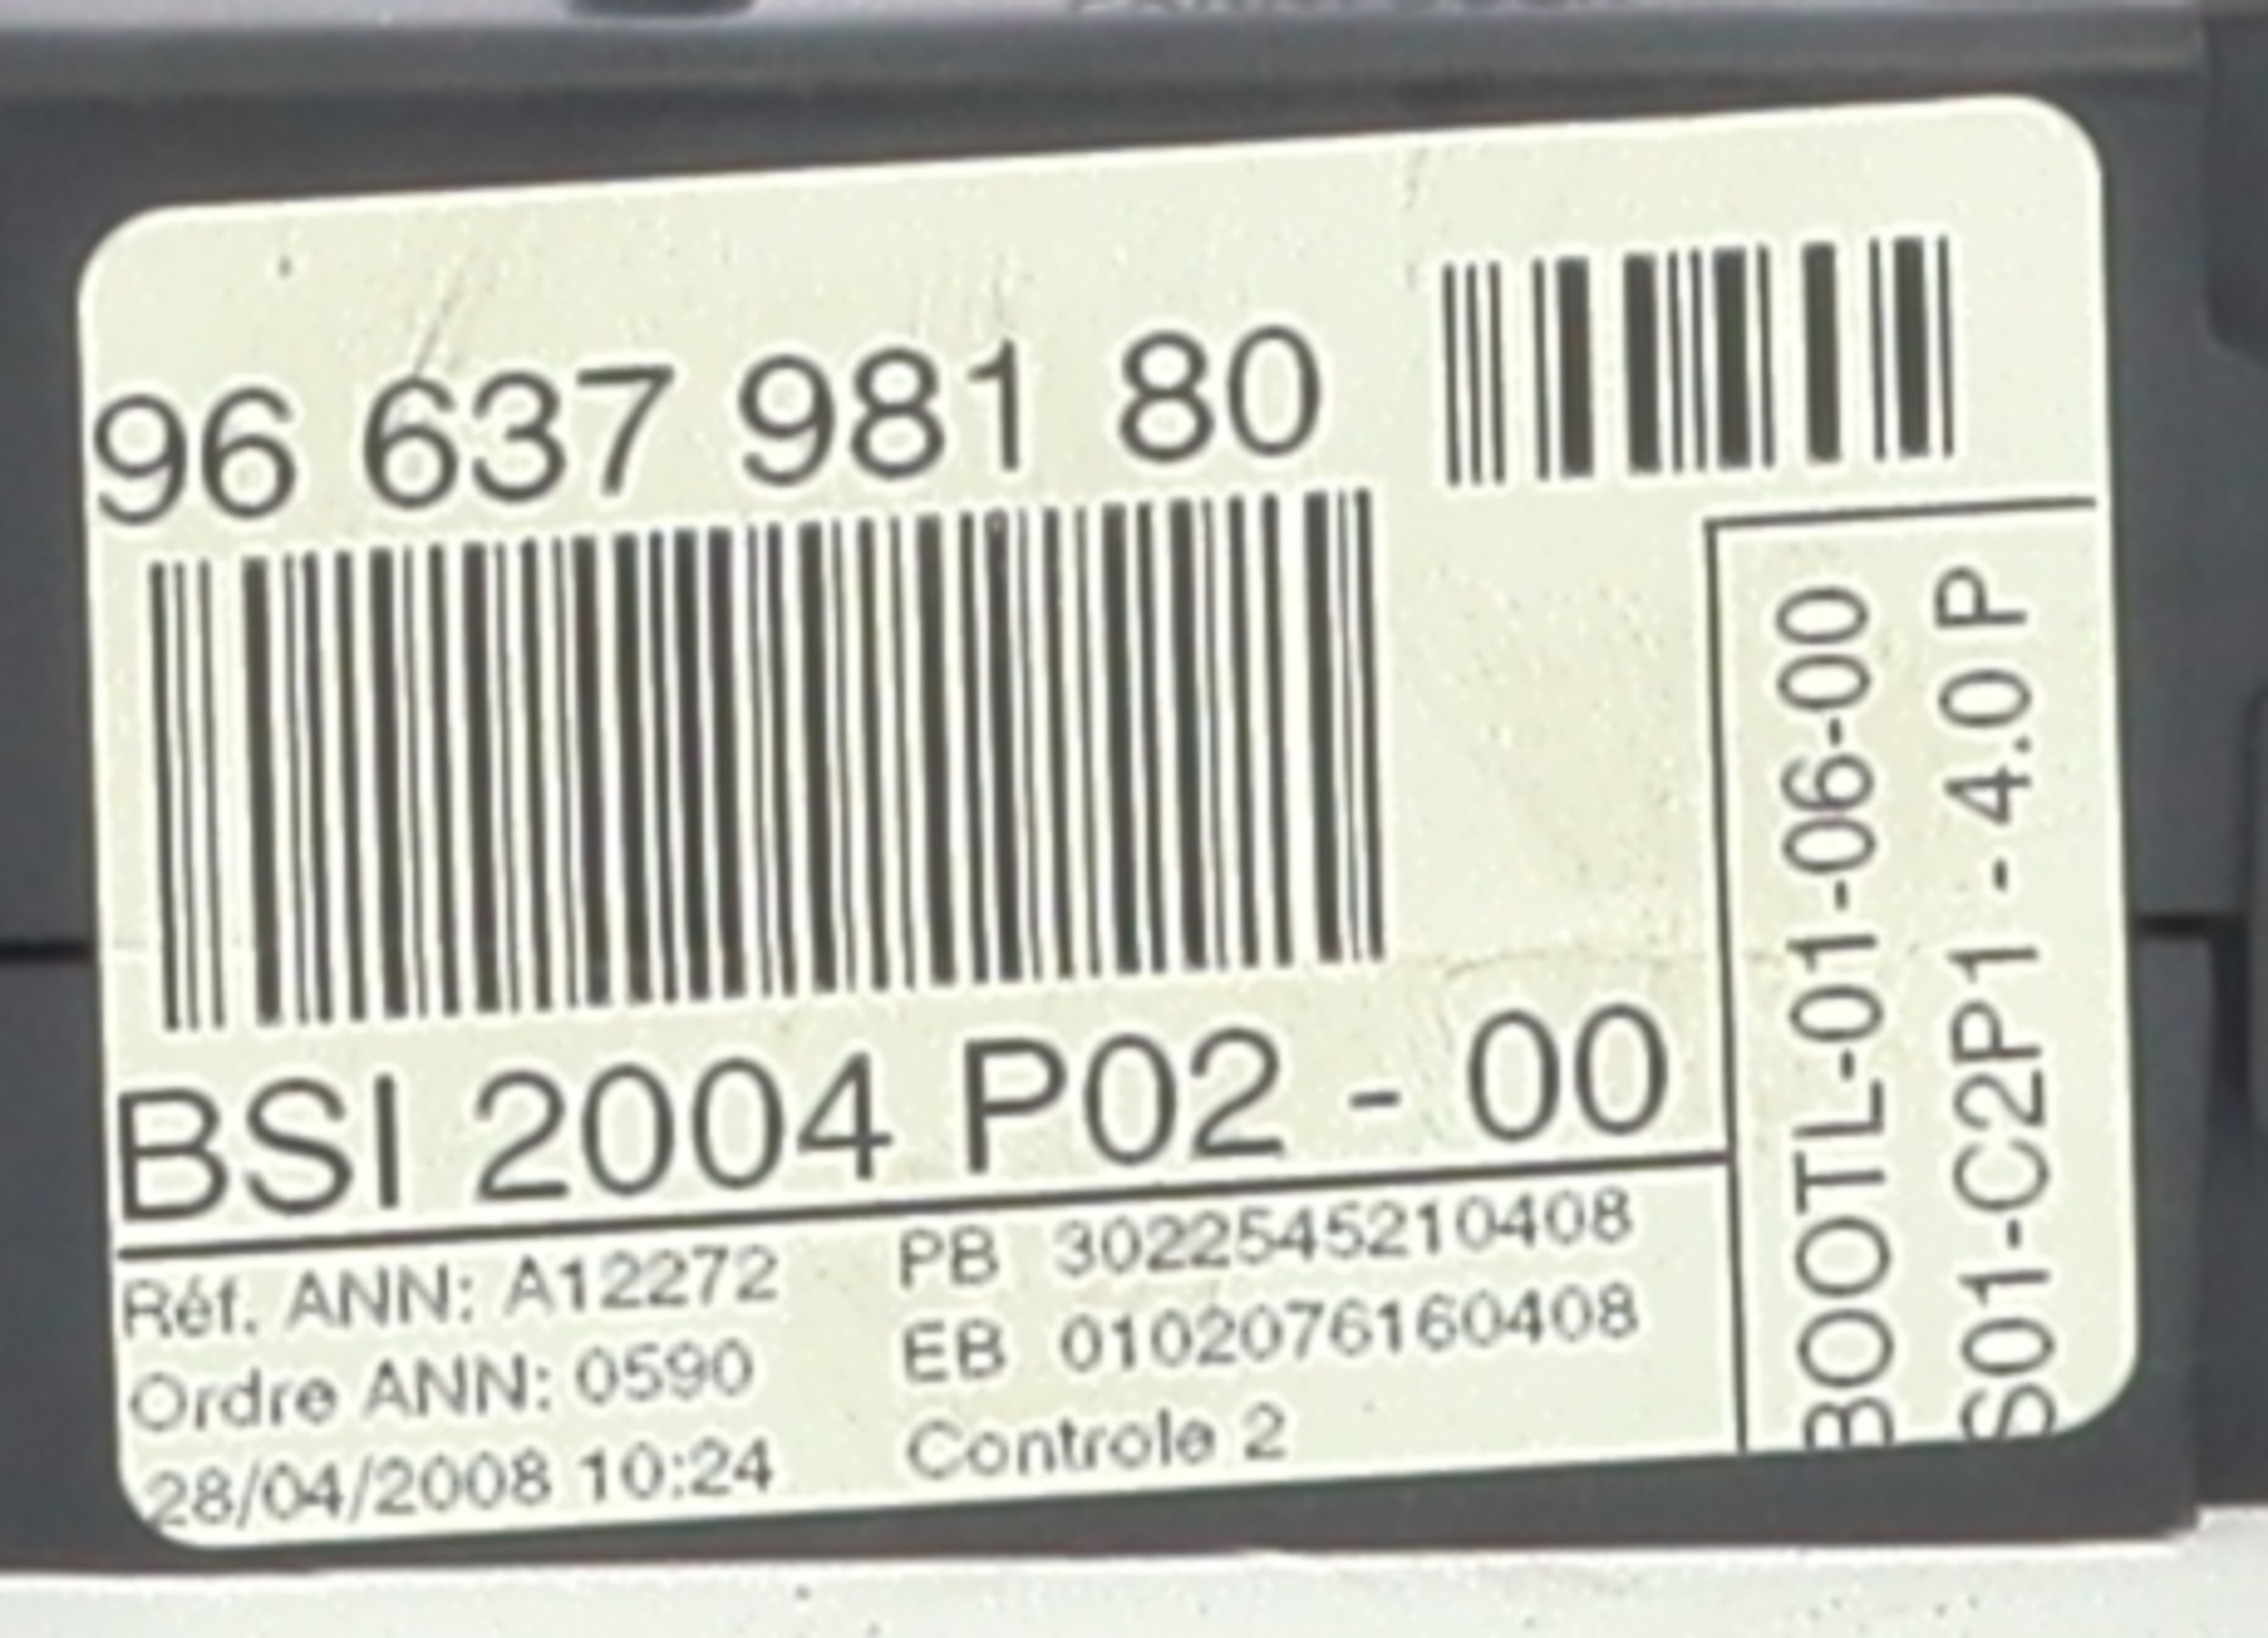 96 637 981 80
BSI 2004 P02 - 00
Réf. ANN: A12272
Ordre ANN: 0590
28/04/2008 10:24
PB 3022545210408
EB 0102076160408
Controle 2
BOOTL-01-06-00
S01-C2P1 - 4.0 P